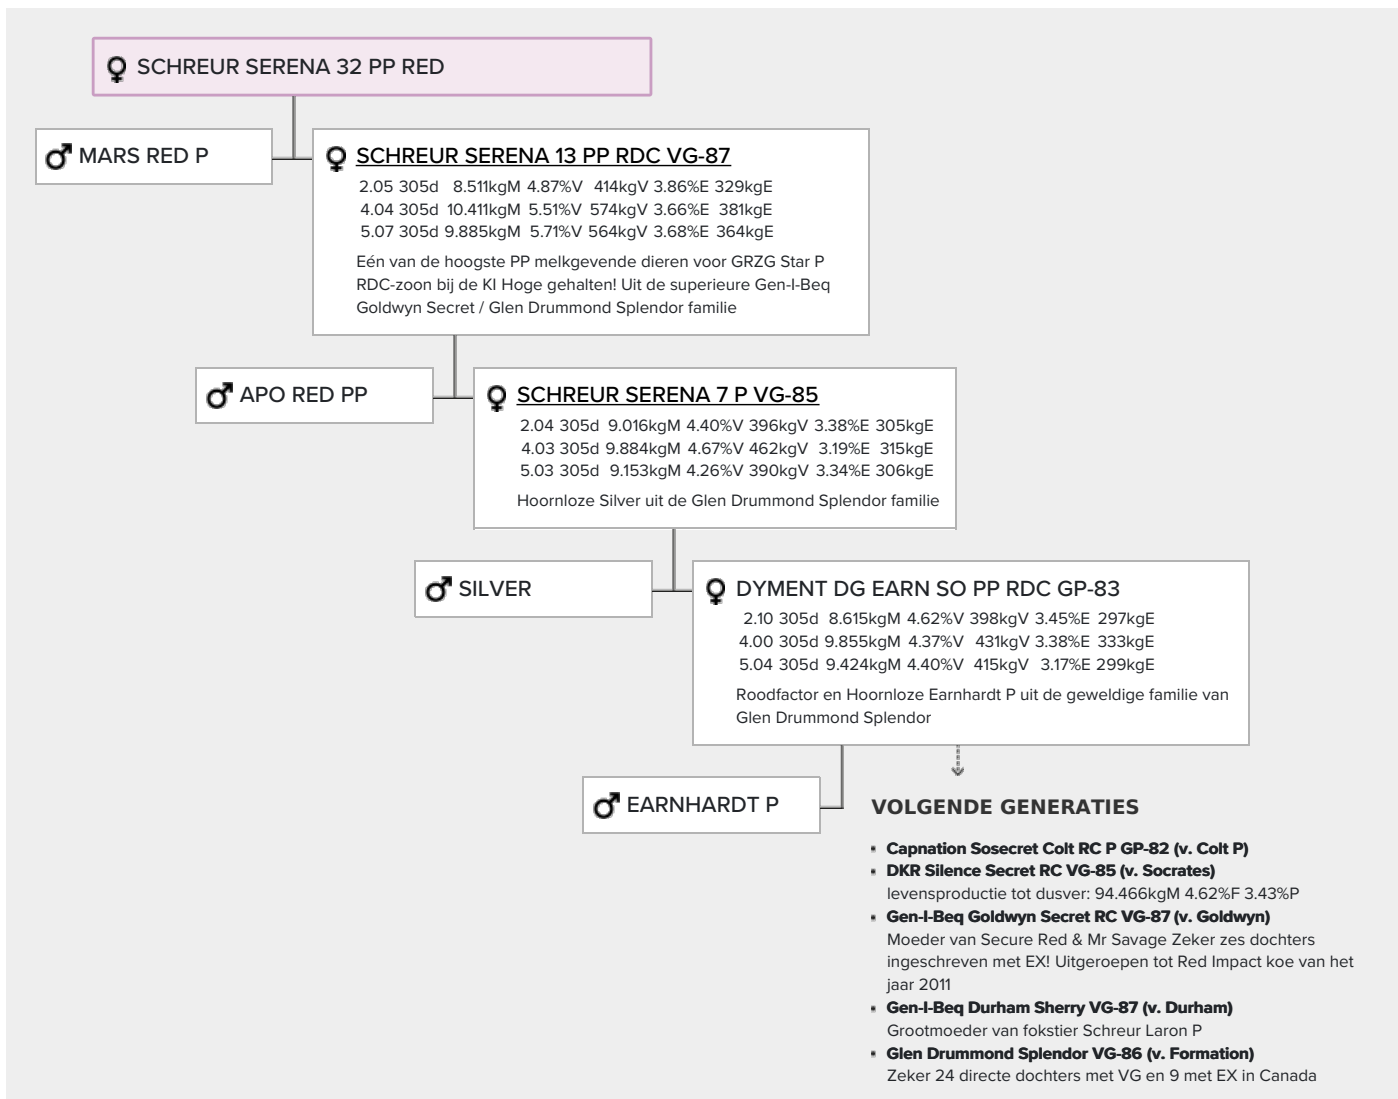 SCHREUR SERENA 32 PP RED
MARS RED P
SCHREUR SERENA 13 PP RDC VG-87
2.05 305d 8.511kgM 4.87%V 414kgV 3.86%E 329kgE
4.04 305d 10.411kgM 5.51%V 574kgV 3.66%E 381kgE
5.07 305d 9.885kgM 5.71%V 564kgV 3.68%E 364kgE
Eén van de hoogste PP melkgevende dieren voor GRZG Star P
RDC-zoon bij de KI Hoge gehalten! Uit de superieure Gen-I-Beq
Goldwyn Secret / Glen Drummond Splendor familie
APO RED PP
SCHREUR SERENA 7 P VG-85
2.04 305d 9.016kgM 4.40%V 396kgV 3.38%E 305kgE
4.03 305d 9.884kgM 4.67%V 462kgV 3.19%E 315kgE
5.03 305d 9.153kgM 4.26%V 390kgV 3.34%E 306kgE
Hoornloze Silver uit de Glen Drummond Splendor familie
SILVER
DYMENT DG EARN SO PP RDC GP-83
2.10 305d 8.615kgM 4.62%V 398kgV 3.45%E 297kgE
4.00 305d 9.855kgM 4.37%V 431kgV 3.38%E 333kgE
5.04 305d 9.424kgM 4.40%V 415kgV 3.17%E 299kgE
Roodfactor en Hoornloze Earnhardt P uit de geweldige familie van
Glen Drummond Splendor
EARNHARDT P
VOLGENDE GENERATIES
Capnation Sosecret Colt RC P GP-82 (v. Colt P)
DKR Silence Secret RC VG-85 (v. Socrates)
levensproductie tot dusver: 94.466kgM 4.62%F 3.43%P
Gen-I-Beq Goldwyn Secret RC VG-87 (v. Goldwyn)
Moeder van Secure Red & Mr Savage Zeker zes dochters
ingeschreven met EX! Uitgeroepen tot Red Impact koe van het
jaar 2011
Gen-I-Beq Durham Sherry VG-87 (v. Durham)
Grootmoeder van fokstier Schreur Laron P
Glen Drummond Splendor VG-86 (v. Formation)
Zeker 24 directe dochters met VG en 9 met EX in Canada